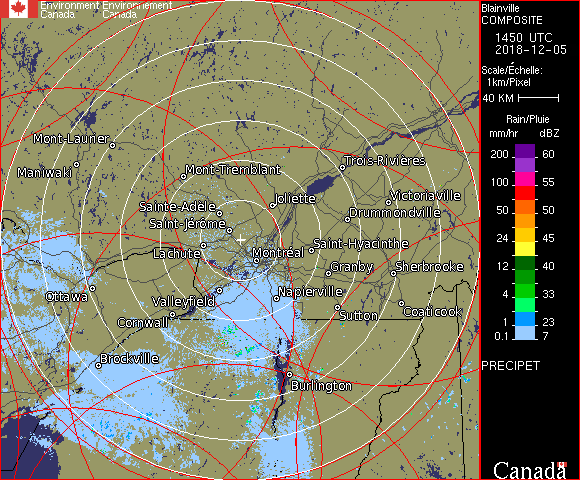 Environment Environnement
Canada Canada
Mont-Laurier
Maniwaki
Mont-Tremblant
Trois-Rivières
Sainte-Adèle
Joliette
Victoriaville
Saint-Jérôme
Drummondville
Lachute
Montréal
Saint-Hyacinthe
Granby
Sherbrooke
Ottawa
Valleyfield
Napierville
Cornwall
Sutton
Coaticook
Brockville
Burlington
Blainville
COMPOSITE
1450 UTC
2018-12-05
Scale/Échelle:
1km/Pixel
40 KM
Rain/Pluie
mm/hr dBZ
200 60
100 55
50 50
24 45
12 40
4 33
1 23
0.1 7
PRECIPET
Canada